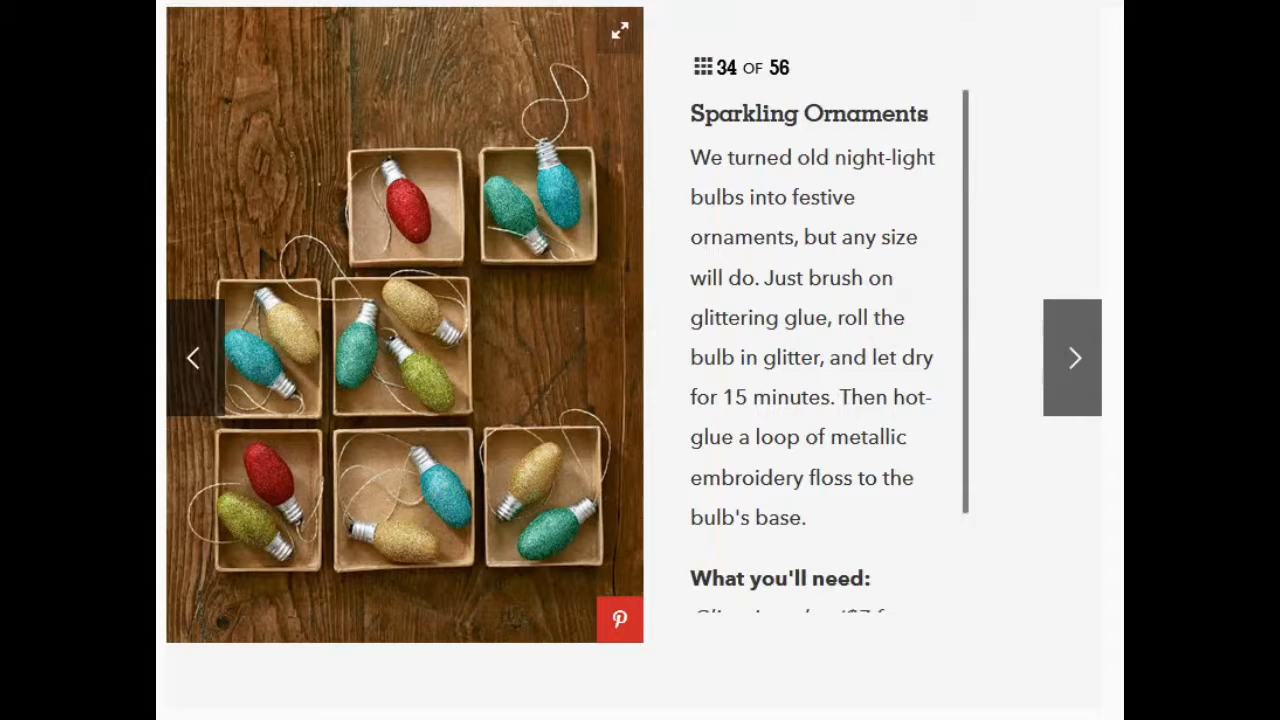 34 OF 56
Sparkling Ornaments
We turned old night-light
bulbs into festive
ornaments, but any size
will do. Just brush on
glittering glue, roll the
bulb in glitter, and let dry
for 15 minutes. Then hot-
glue a loop of metallic
embroidery floss to the
bulb's base.
What you'll need: